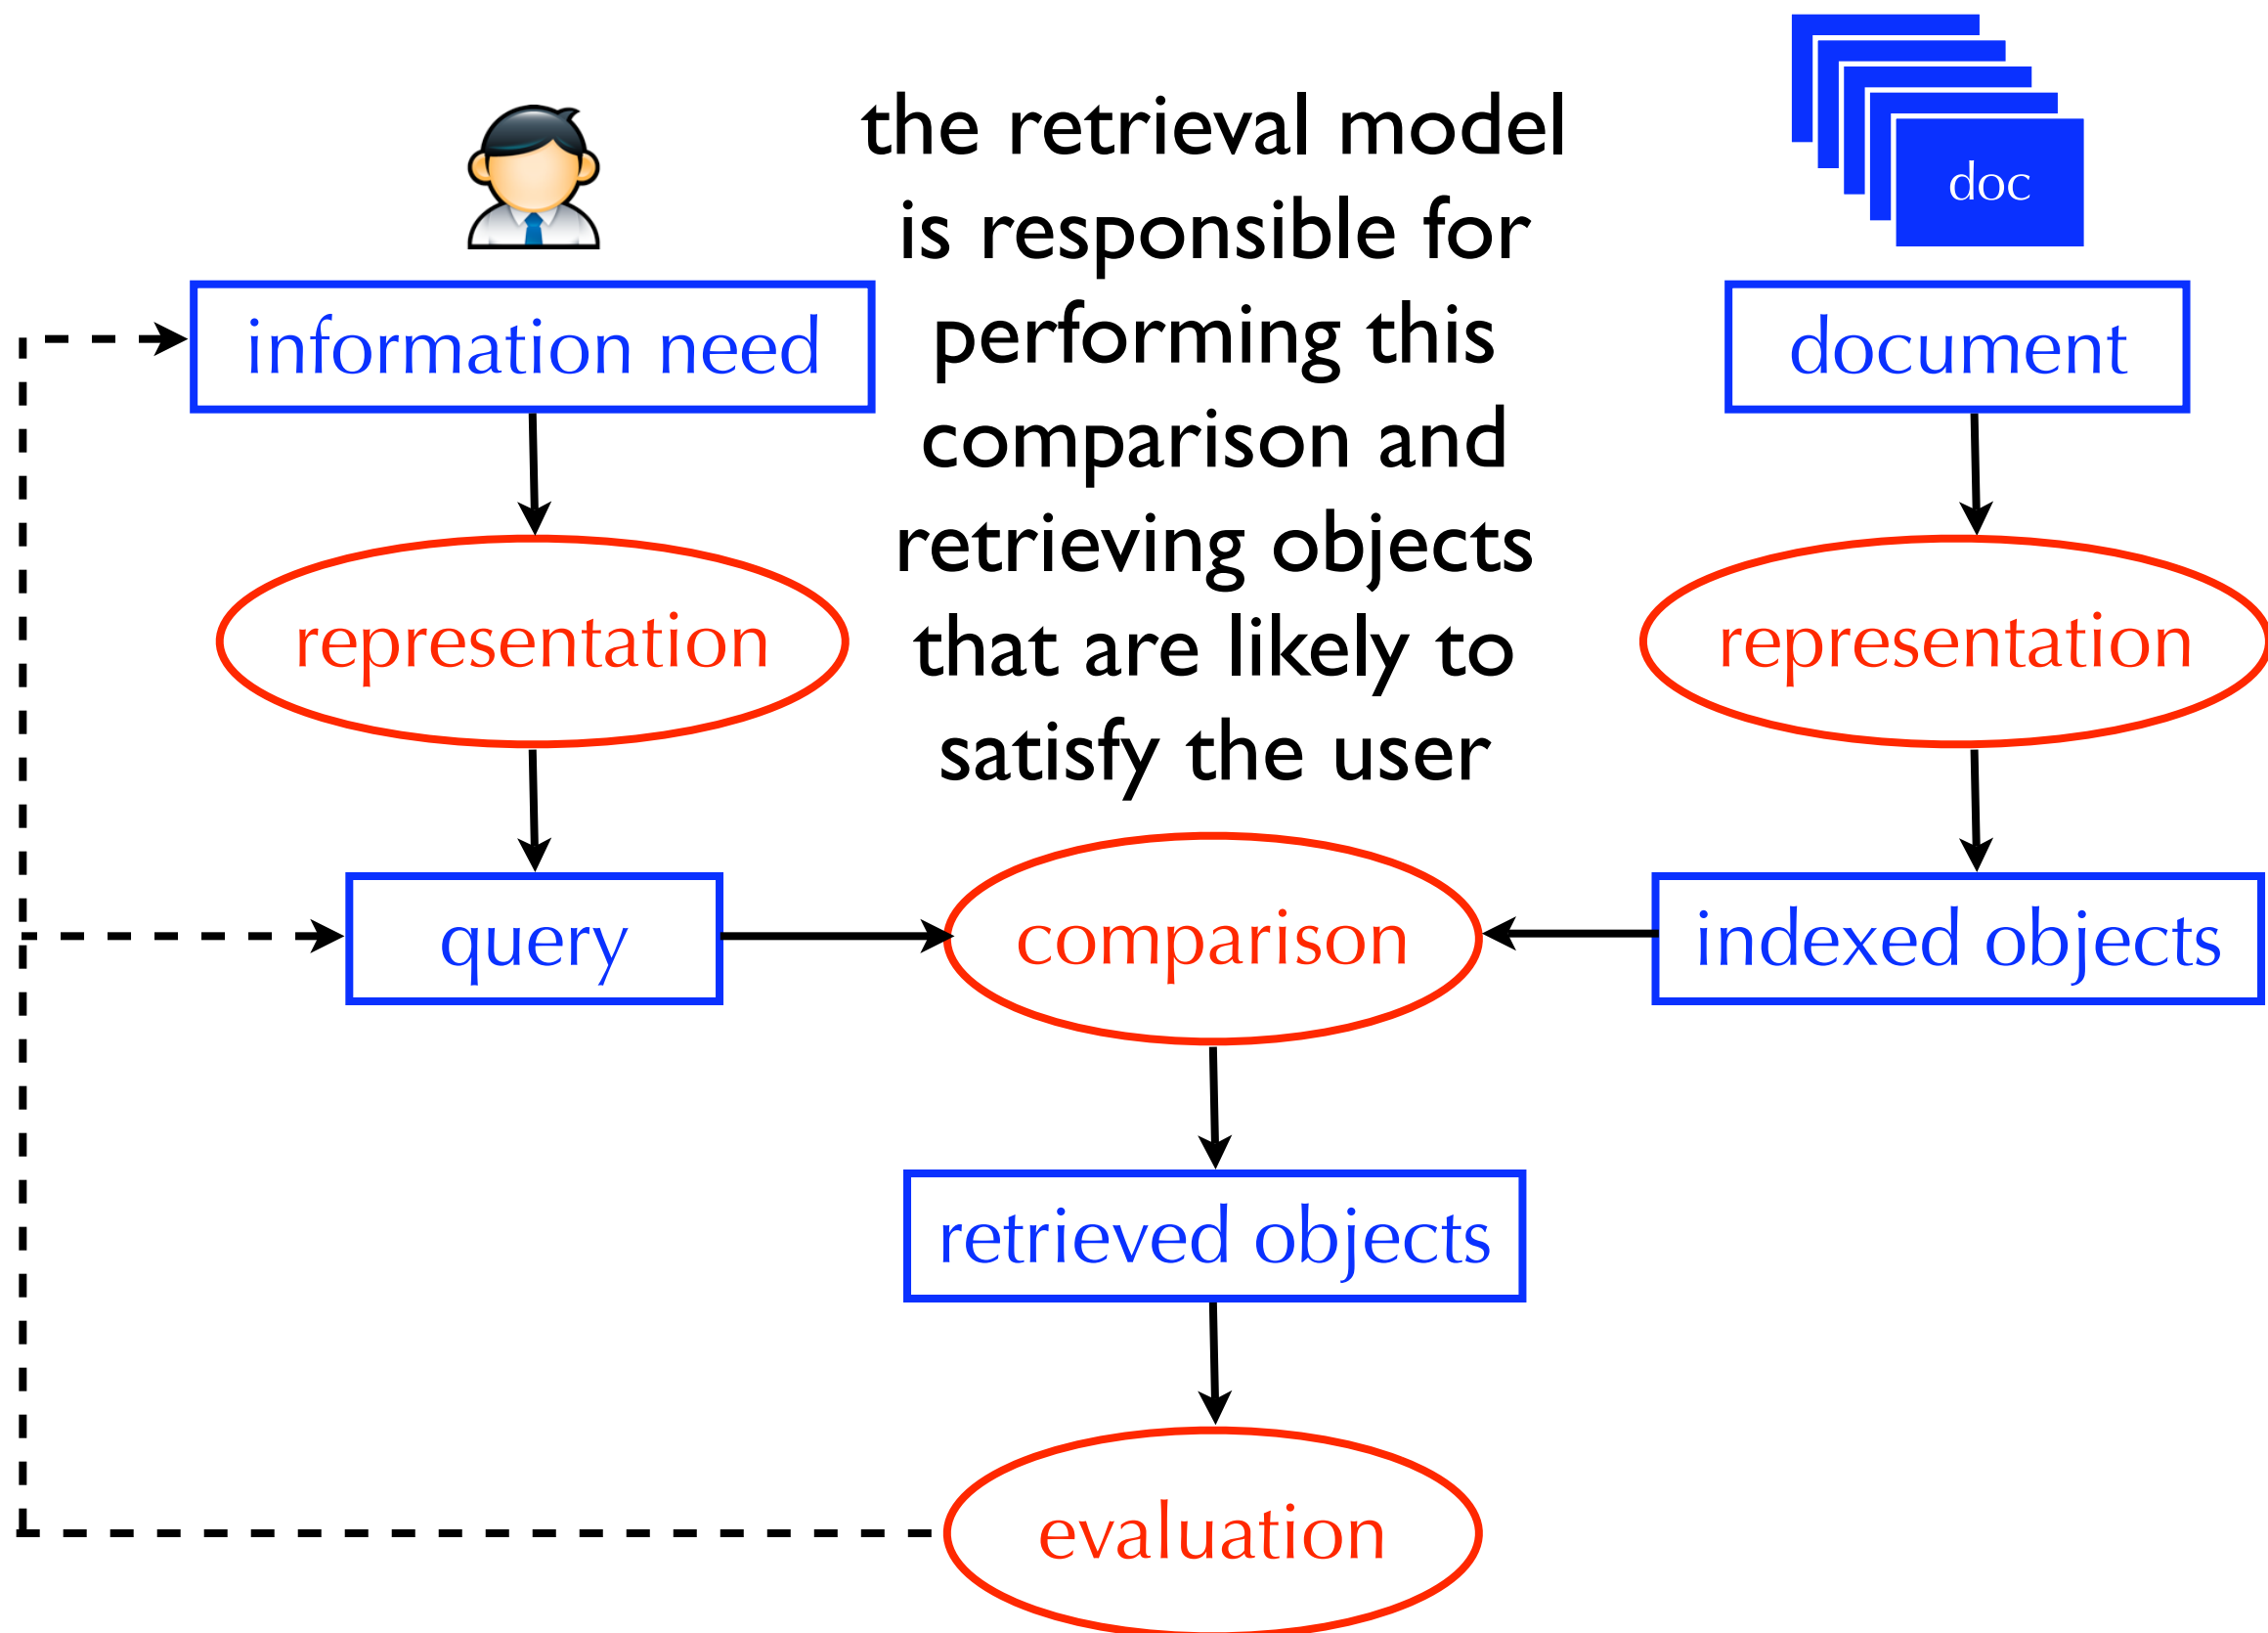 the retrieval model
is responsible for
performing this
comparison and
retrieving objects
that are likely to
satisfy the user
doc
information need
document
representation
representation
query
comparison
indexed objects
retrieved objects
evaluation